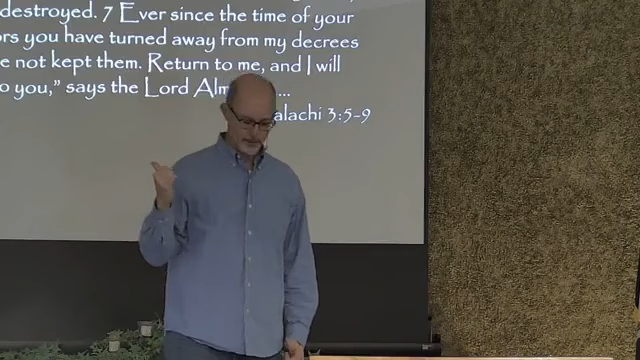 destroyed. 7 Ever since the time of your
ors you have turned away from my decrees
e not kept them. Return to me, and I will
o you,” says the Lord Alm ...
alachi 3:5-9